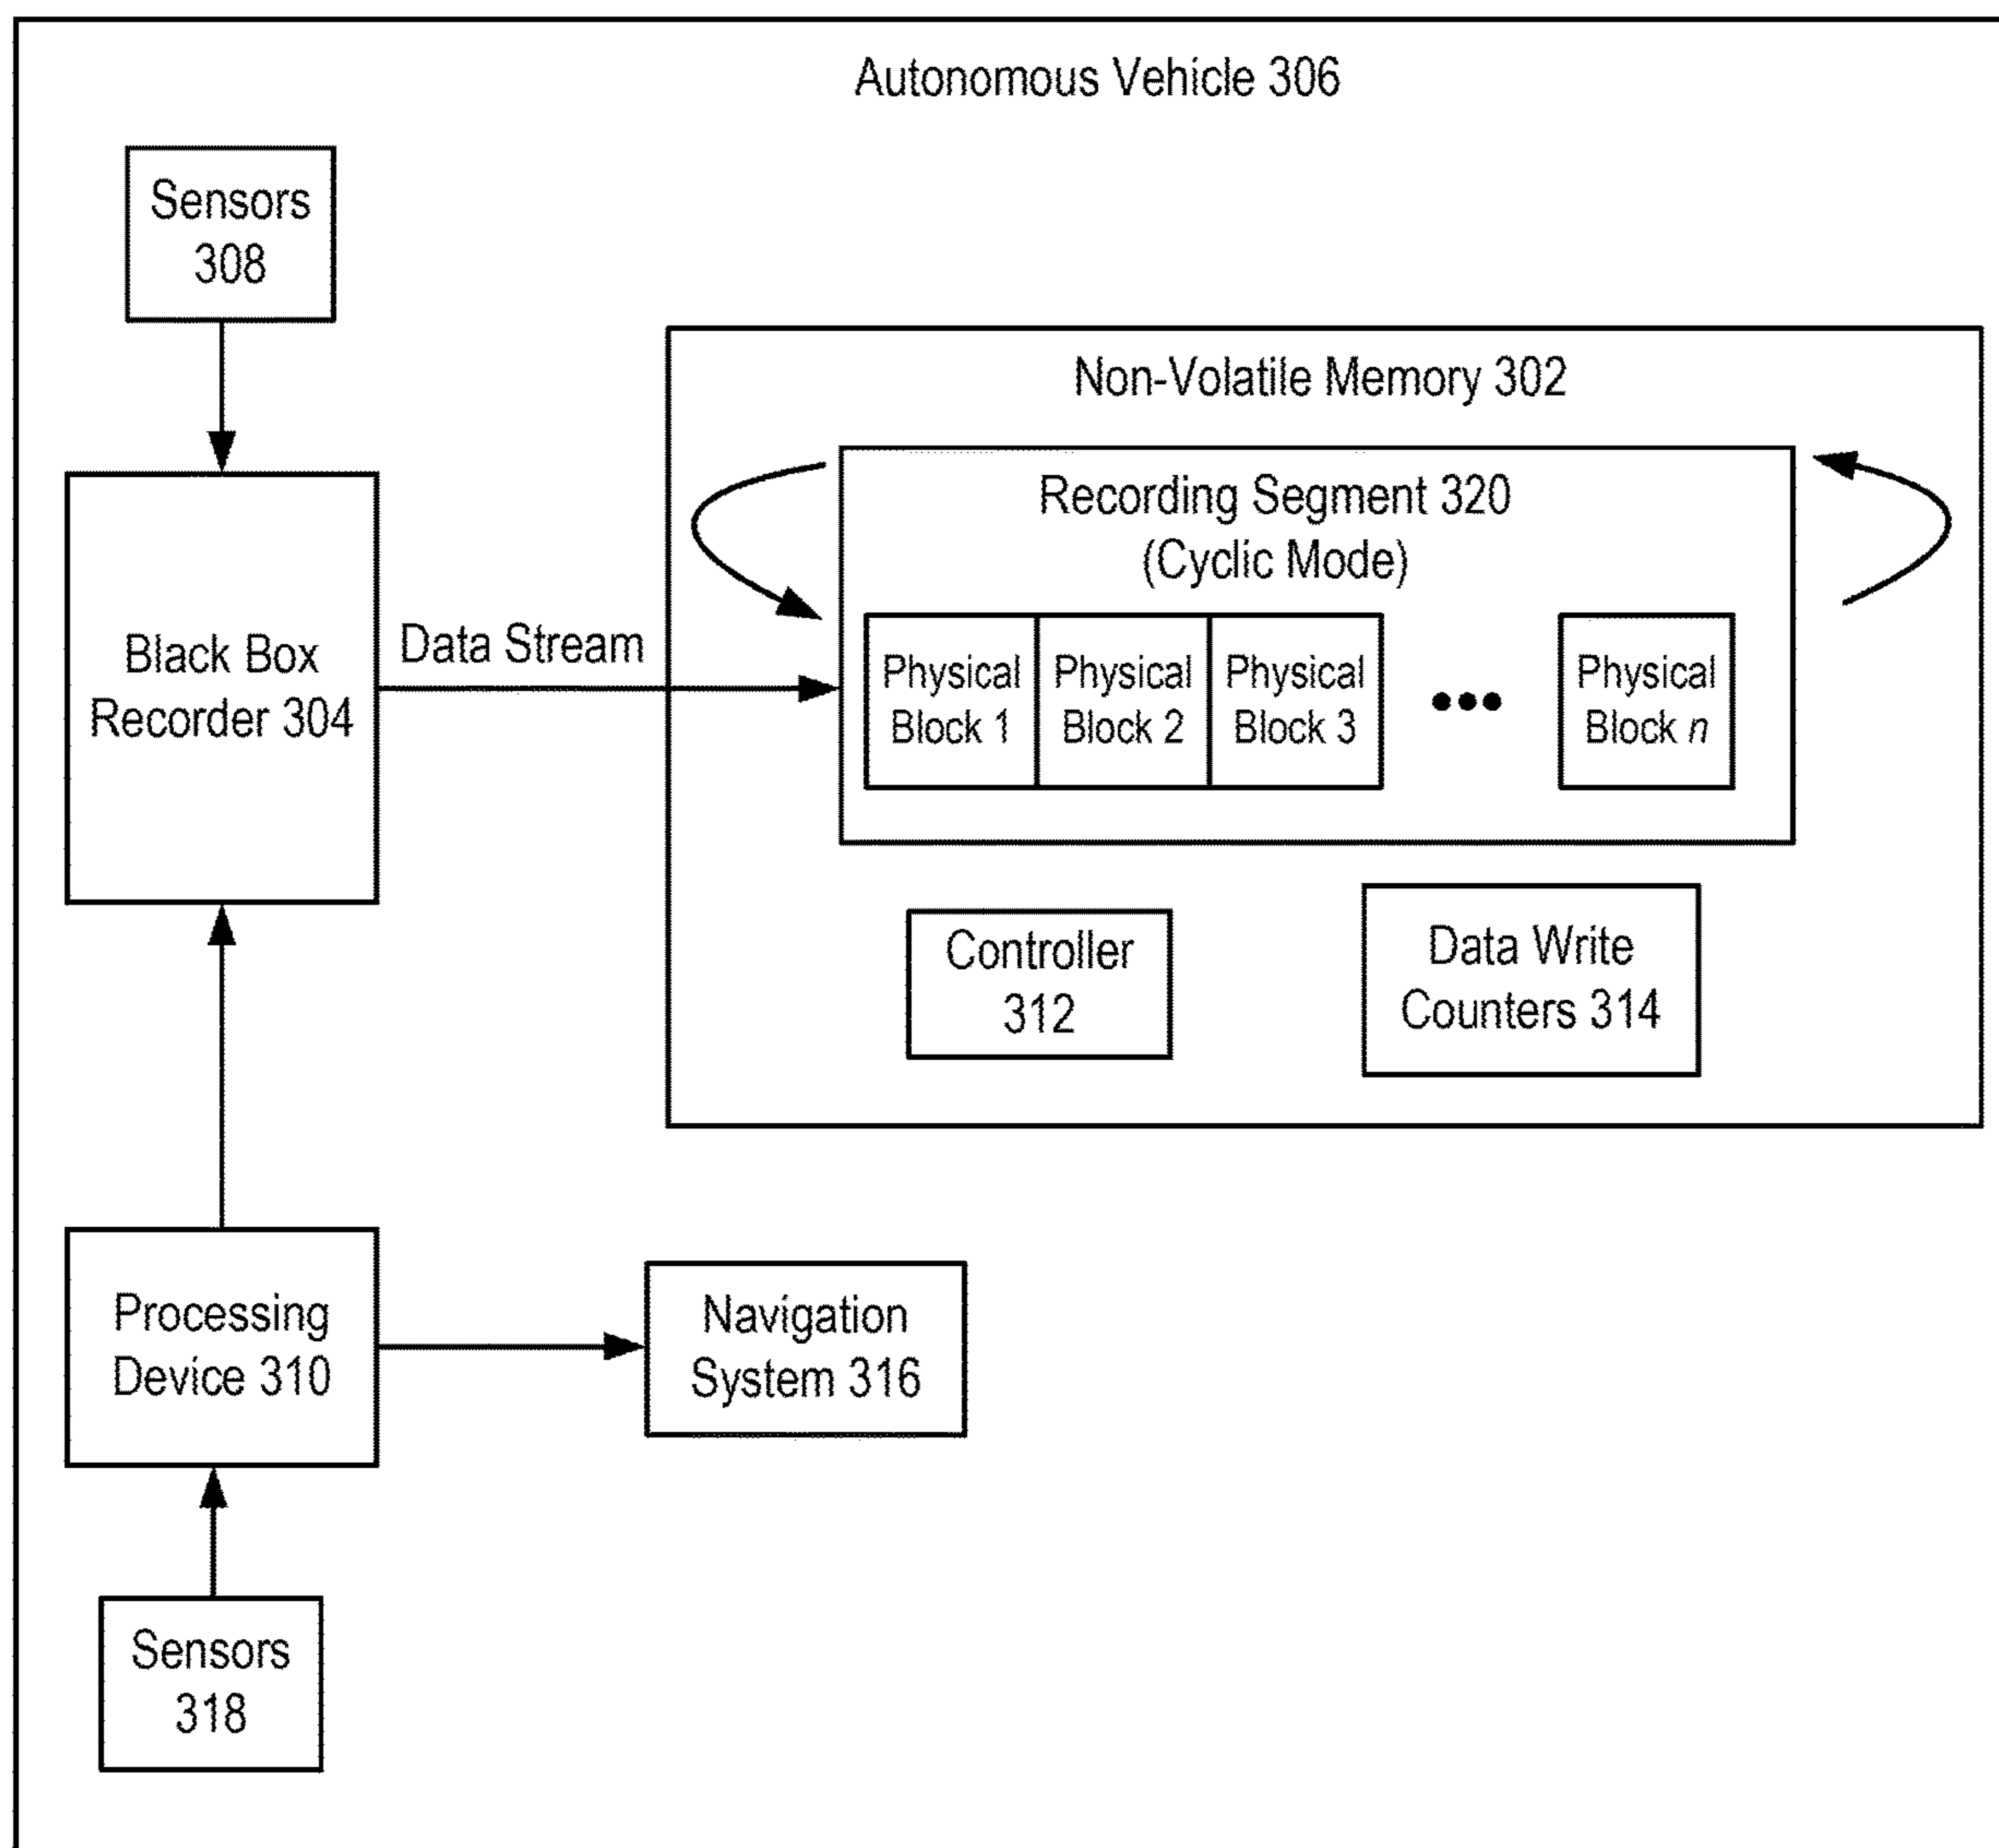 Autonomous Vehicle 306
Sensors
308
Non-Volatile Memory 302
Recording Segment 320
(Cyclic Mode)
Black Box
Recorder 304
Data Stream
Physical
Block 1
Physical
Block 2
Physical
Block 3
Physical
Block n
Controller
312
Data Write
Counters 314
Processing
Device 310
Navigation
System 316
Sensors
318